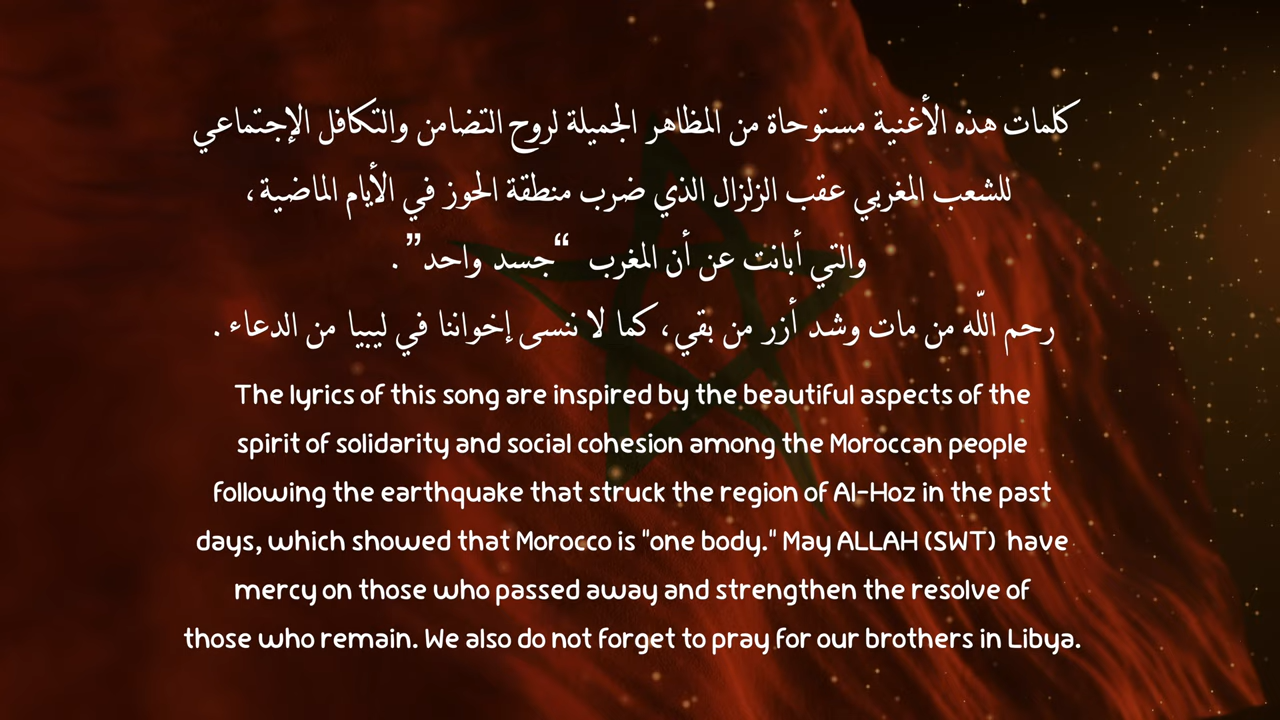 كلمات هذه الأغنية مستوحاة من المظاهر الجميلة لروح التضامن والتكافل الإجتماعي
للشعب المغربي عقب الزلزال الذي ضرب منطقة الحوز في الأيام الماضية،
والتي أبانت عن أن المغرب “جسد واحد” .
رحم اللّه من مات وشد أزر من بقي، كما لا ننسى إخواننا في ليبيا من الدعاء .
The lyrics of this song are inspired by the beautiful aspects of the
spirit of solidarity and social cohesion among the Moroccan people
following the earthquake that struck the region of Al-Hoz in the past
days, which showed that Morocco is "one body." May ALLAH (SWT) have
mercy on those who passed away and strengthen the resolve of
those who remain. We also do not forget to pray for our brothers in Libya.